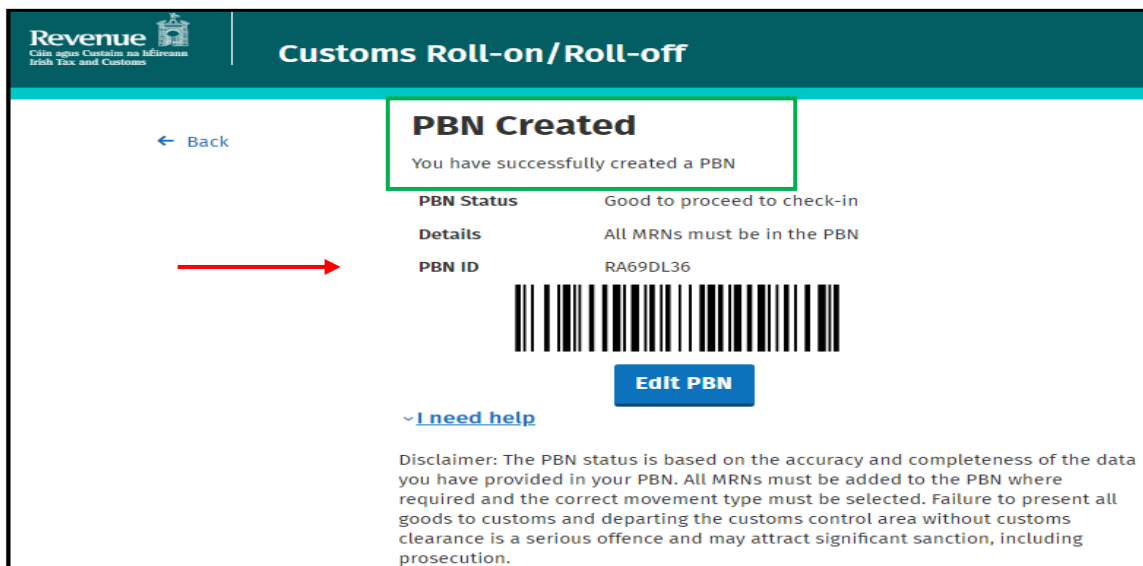 Revenue
Cáin agus Custaim na hÉireann
Irish Tax and Customs
Customs Roll-on/Roll-off
← Back
PBN Created
You have successfully created a PBN
PBN Status Good to proceed to check-in
Details All MRNs must be in the PBN
PBN ID RA69DL36
Edit PBN
I need help
Disclaimer: The PBN status is based on the accuracy and completeness of the data
you have provided in your PBN. All MRNs must be added to the PBN where
required and the correct movement type must be selected. Failure to present all
goods to customs and departing the customs control area without customs
clearance is a serious offence and may attract significant sanction, including
prosecution.